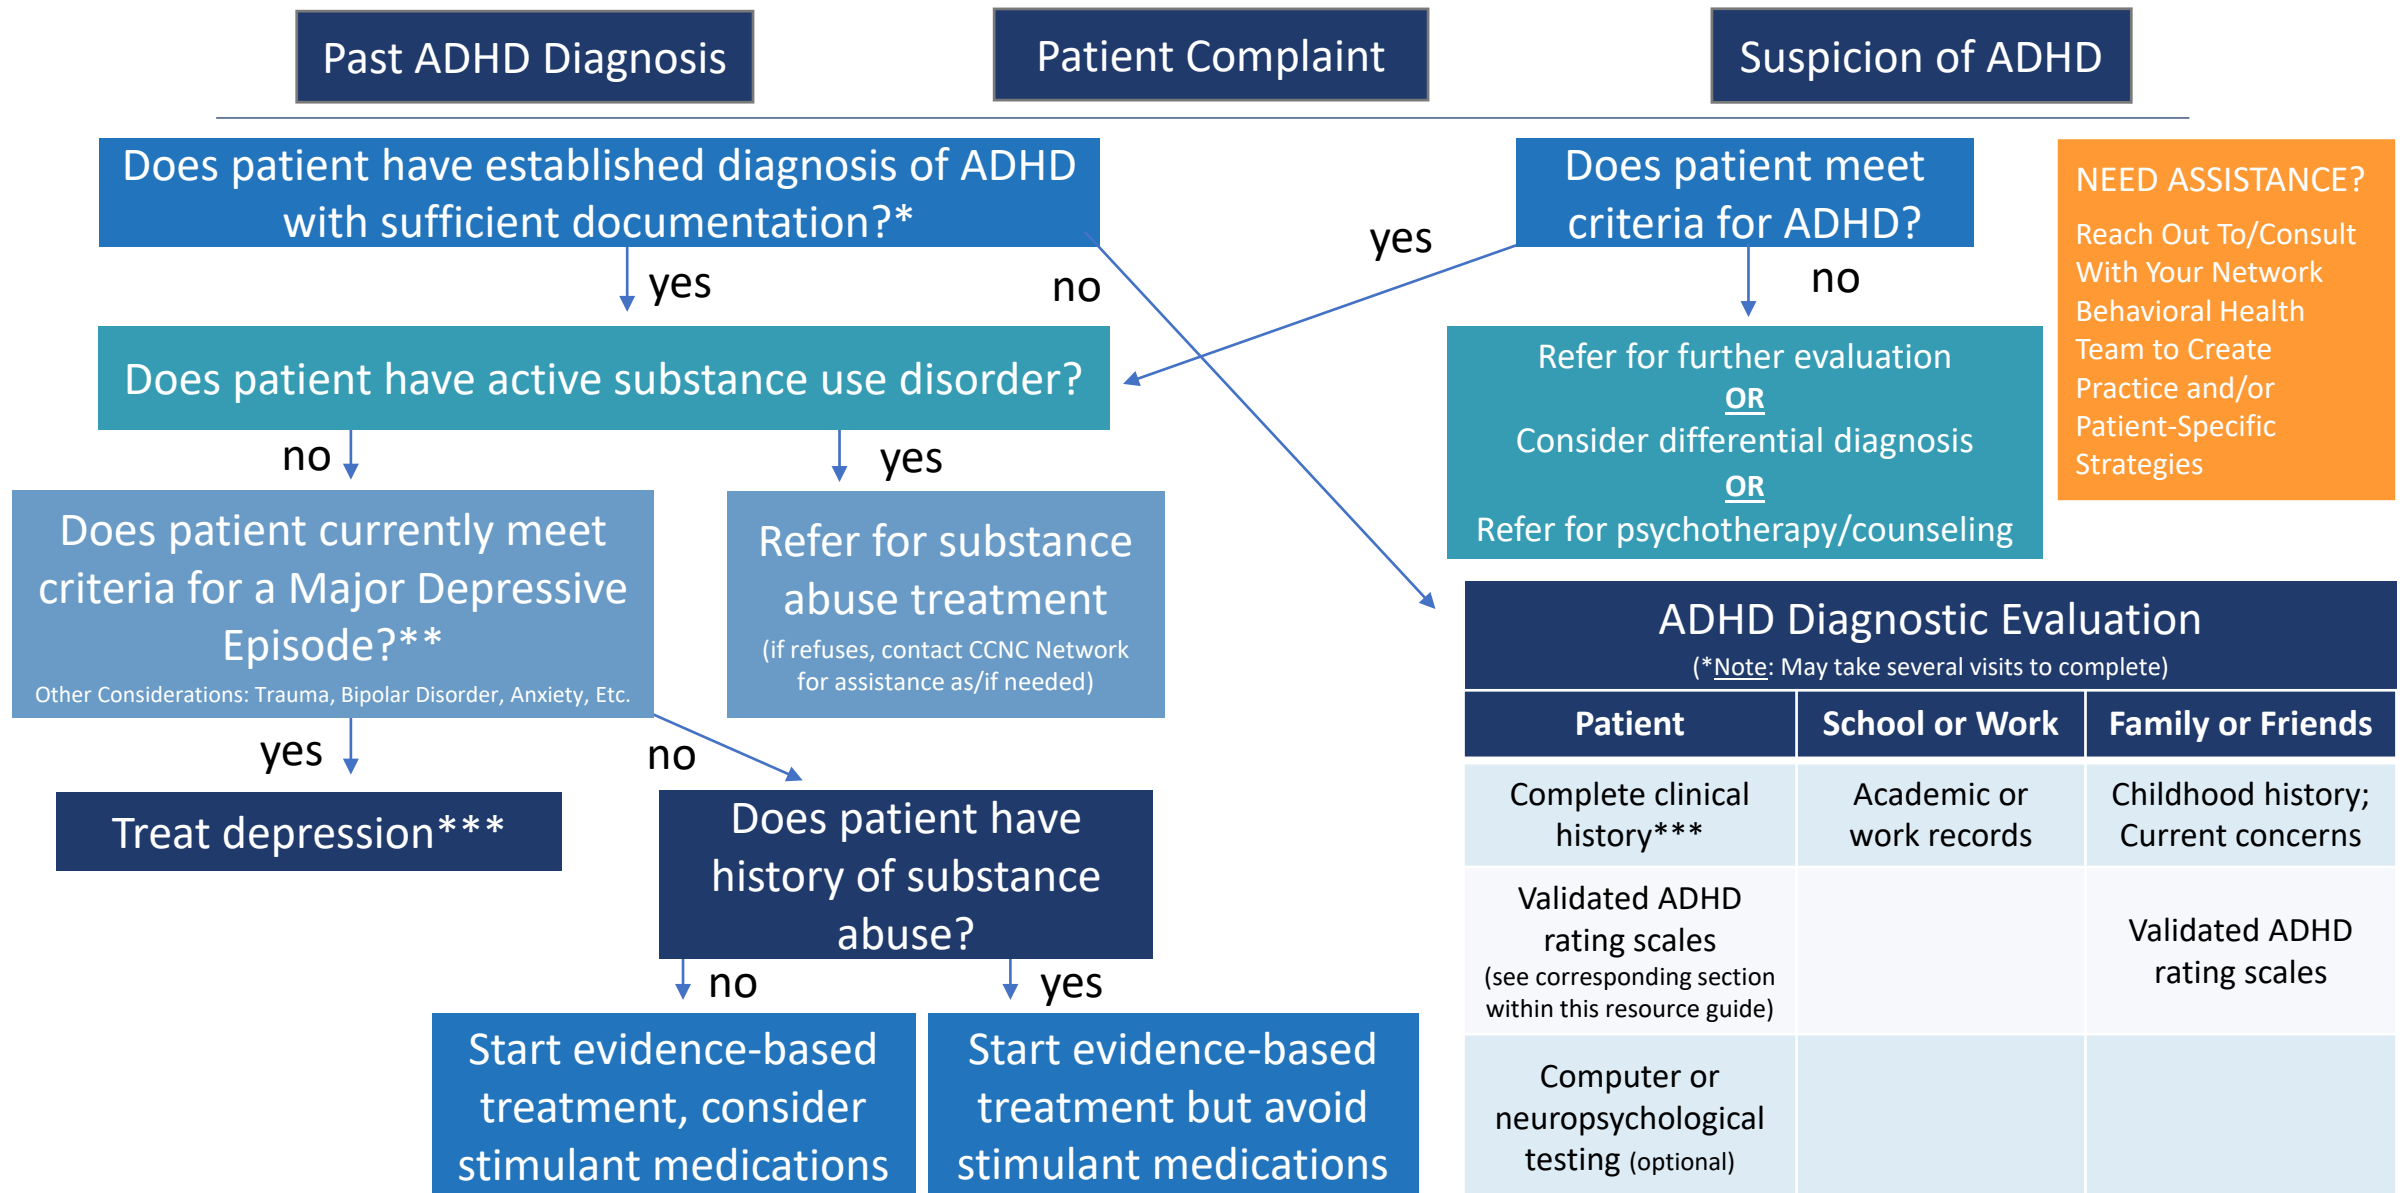 Past ADHD Diagnosis
Patient Complaint
Suspicion of ADHD
Does patient have established diagnosis of ADHD
with sufficient documentation?*
yes
no
Does patient meet
criteria for ADHD?
yes
no
NEED ASSISTANCE?
Reach Out To/Consult
With Your Network
Behavioral Health
Team to Create
Practice and/or
Patient-Specific
Strategies
Does patient have active substance use disorder?
no
yes
Refer for further evaluation
OR
Consider differential diagnosis
OR
Refer for psychotherapy/counseling
Does patient currently meet
criteria for a Major Depressive
Episode?**
Other Considerations: Trauma, Bipolar Disorder, Anxiety, Etc.
yes
no
Refer for substance
abuse treatment
(if refuses, contact CCNC Network
for assistance as/if needed)
Treat depression***
Does patient have
history of substance
abuse?
no
yes
Start evidence-based
treatment, consider
stimulant medications
Start evidence-based
treatment but avoid
stimulant medications
ADHD Diagnostic Evaluation
(*Note: May take several visits to complete)
Patient
School or Work
Family or Friends
Complete clinical
history***
Academic or
work records
Childhood history;
Current concerns
Validated ADHD
rating scales
(see corresponding section
within this resource guide)
Validated ADHD
rating scales
Computer or
neuropsychological
testing (optional)